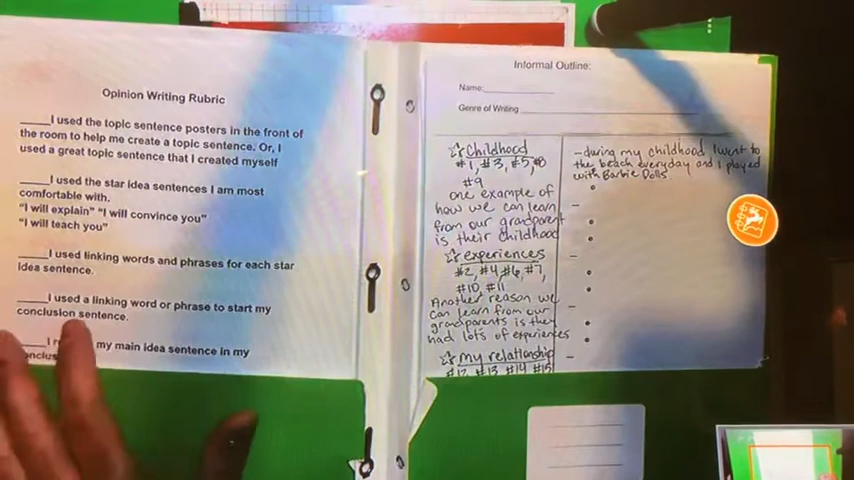 Opinion Writing Rubric
_____I used the topic sentence posters in the front of
the room to help me create a topic sentence. Or, I
used a great topic sentence that I created myself
_____I used the star idea sentences I am most
comfortable with.
“I will explain” “I will convince you”
“I will teach you”
_____I used linking words and phrases for each star
idea sentence.
_____I used a linking word or phrase to start my
conclusion sentence.
my main idea sentence in my
Informal Outline:
Name:
Genre of Writing
☆Childhood
#1, #3, #5, #8
#9
one example of
how we can learn
from our grandparent
is their childhood
☆experiences
#2, #4, #6, #7,
#10, #11
Another reason we
can learn from our
grandparents is they
had lots of experiences
☆my relationship
#12 #13 #14 #15
- during my childhood I went to
the beach everyday and I played
with Barbie Dolls.